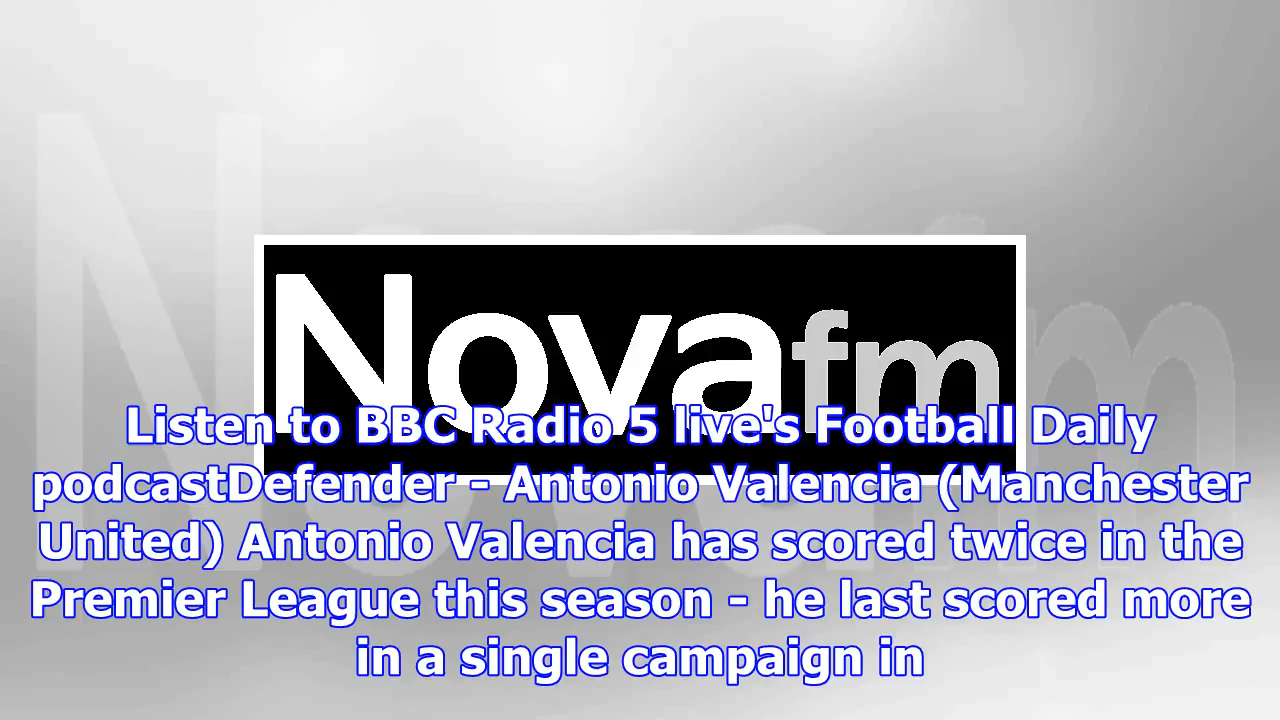 Novafm
Listen to BBC Radio 5 live's Football Daily
podcastDefender - Antonio Valencia (Manchester
United) Antonio Valencia has scored twice in the
Premier League this season - he last scored more
in a single campaign in